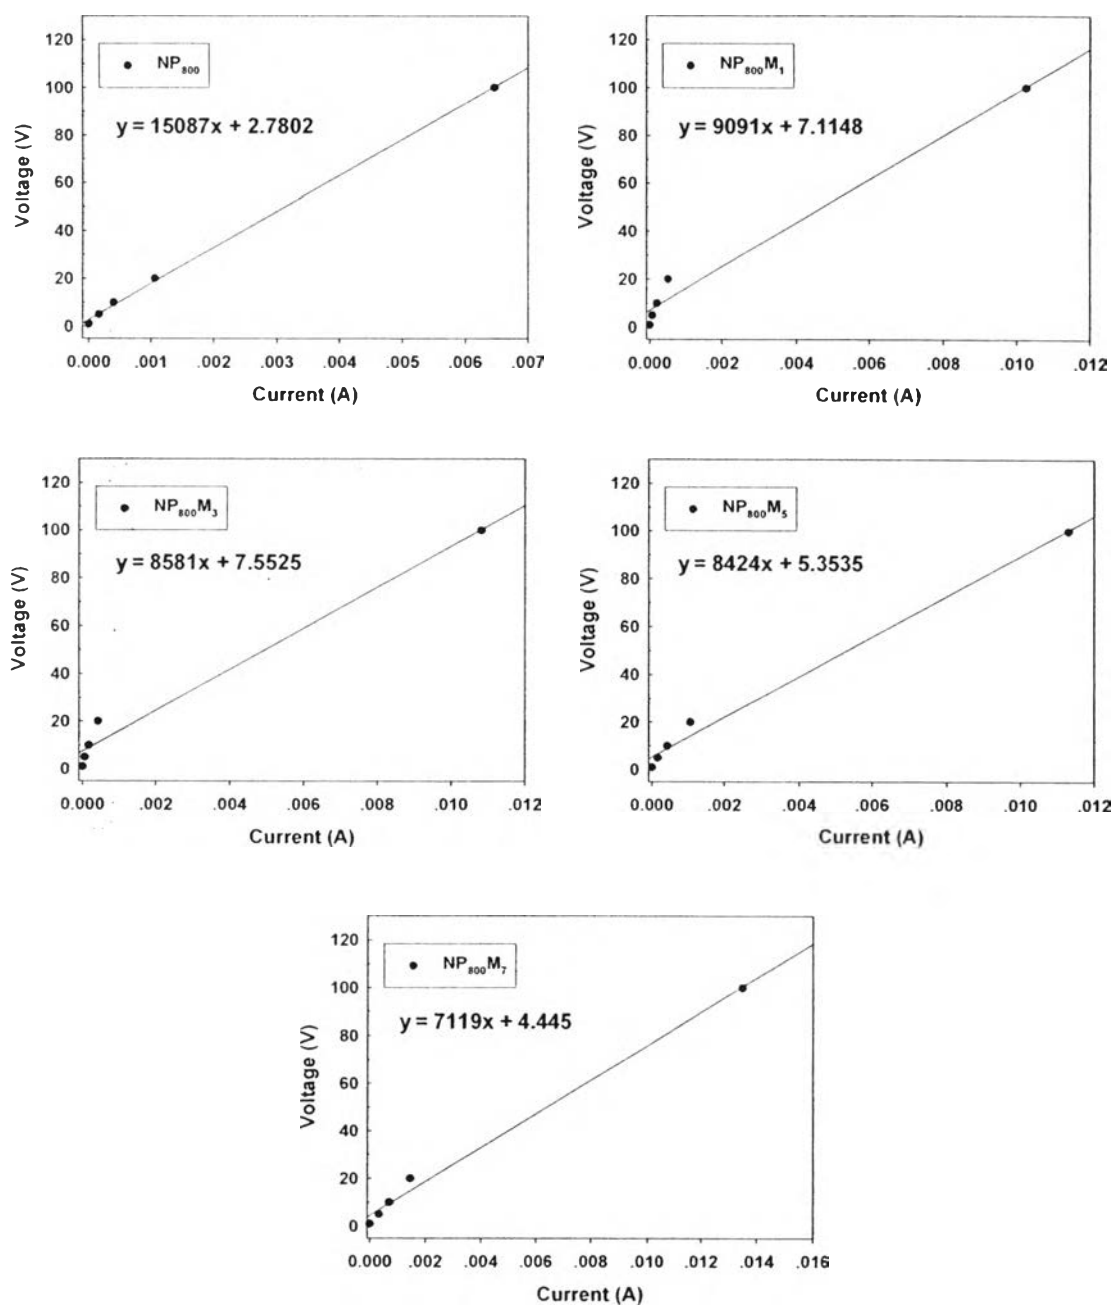 120
NP₈₀₀
100
y = 15087x + 2.7802
80
60
40
20
0
Voltage (V)
0.000 .001 .002 .003 .004 .005 .006 .007
Current (A)
120
NP₈₀₀M₁
100
y = 9091x + 7.1148
80
60
40
20
0
Voltage (V)
0.000 .002 .004 .006 .008 .010 .012
Current (A)
120
NP₈₀₀M₃
100
y = 8581x + 7.5525
80
60
40
20
0
Voltage (V)
0.000 .002 .004 .006 .008 .010 .012
Current (A)
120
NP₈₀₀M₅
100
y = 8424x + 5.3535
80
60
40
20
0
Voltage (V)
0.000 .002 .004 .006 .008 .010 .012
Current (A)
120
NP₈₀₀M₇
100
y = 7119x + 4.445
80
60
40
20
0
Voltage (V)
0.000 .002 .004 .006 .008 .010 .012 .014 .016
Current (A)